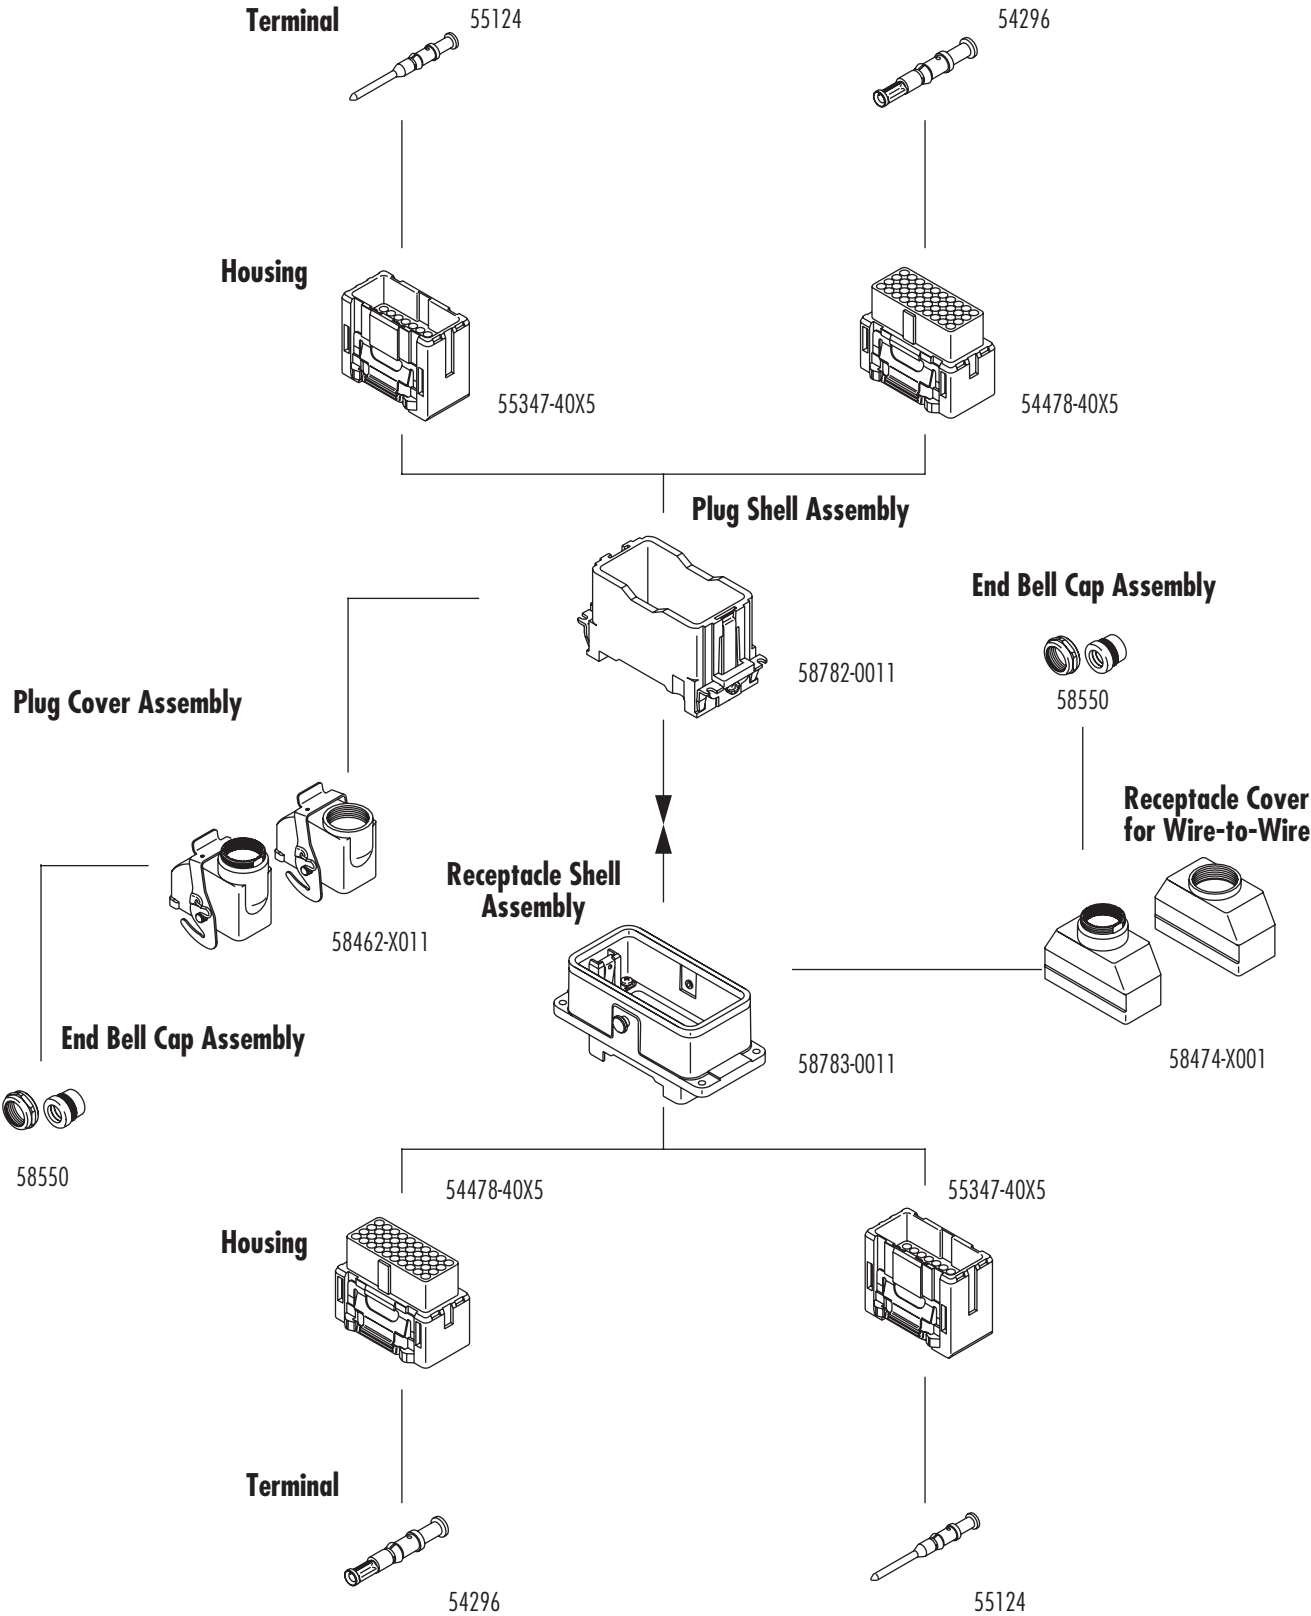 Terminal
55124
54296
Housing
55347-40X5
54478-40X5
Plug Shell Assembly
End Bell Cap Assembly
58782-0011
58550
Plug Cover Assembly
Receptacle Cover
for Wire-to-Wire
Receptacle Shell
Assembly
58462-X011
End Bell Cap Assembly
58783-0011
58474-X001
58550
54478-40X5
55347-40X5
Housing
Terminal
54296
55124